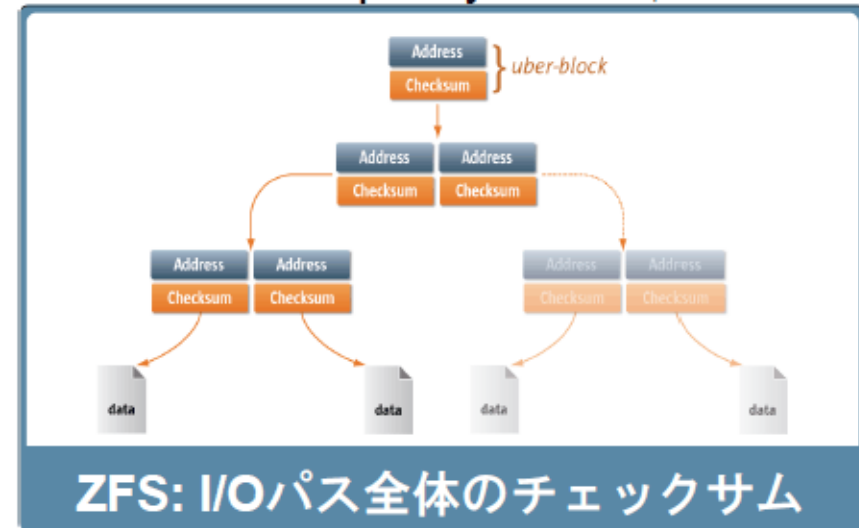 Address
Checksum
uber-block
Address Address
Checksum Checksum
Address Address Address Address
Checksum Checksum Checksum Checksum
data data data data
ZFS: I/Oパス全体のチェックサム